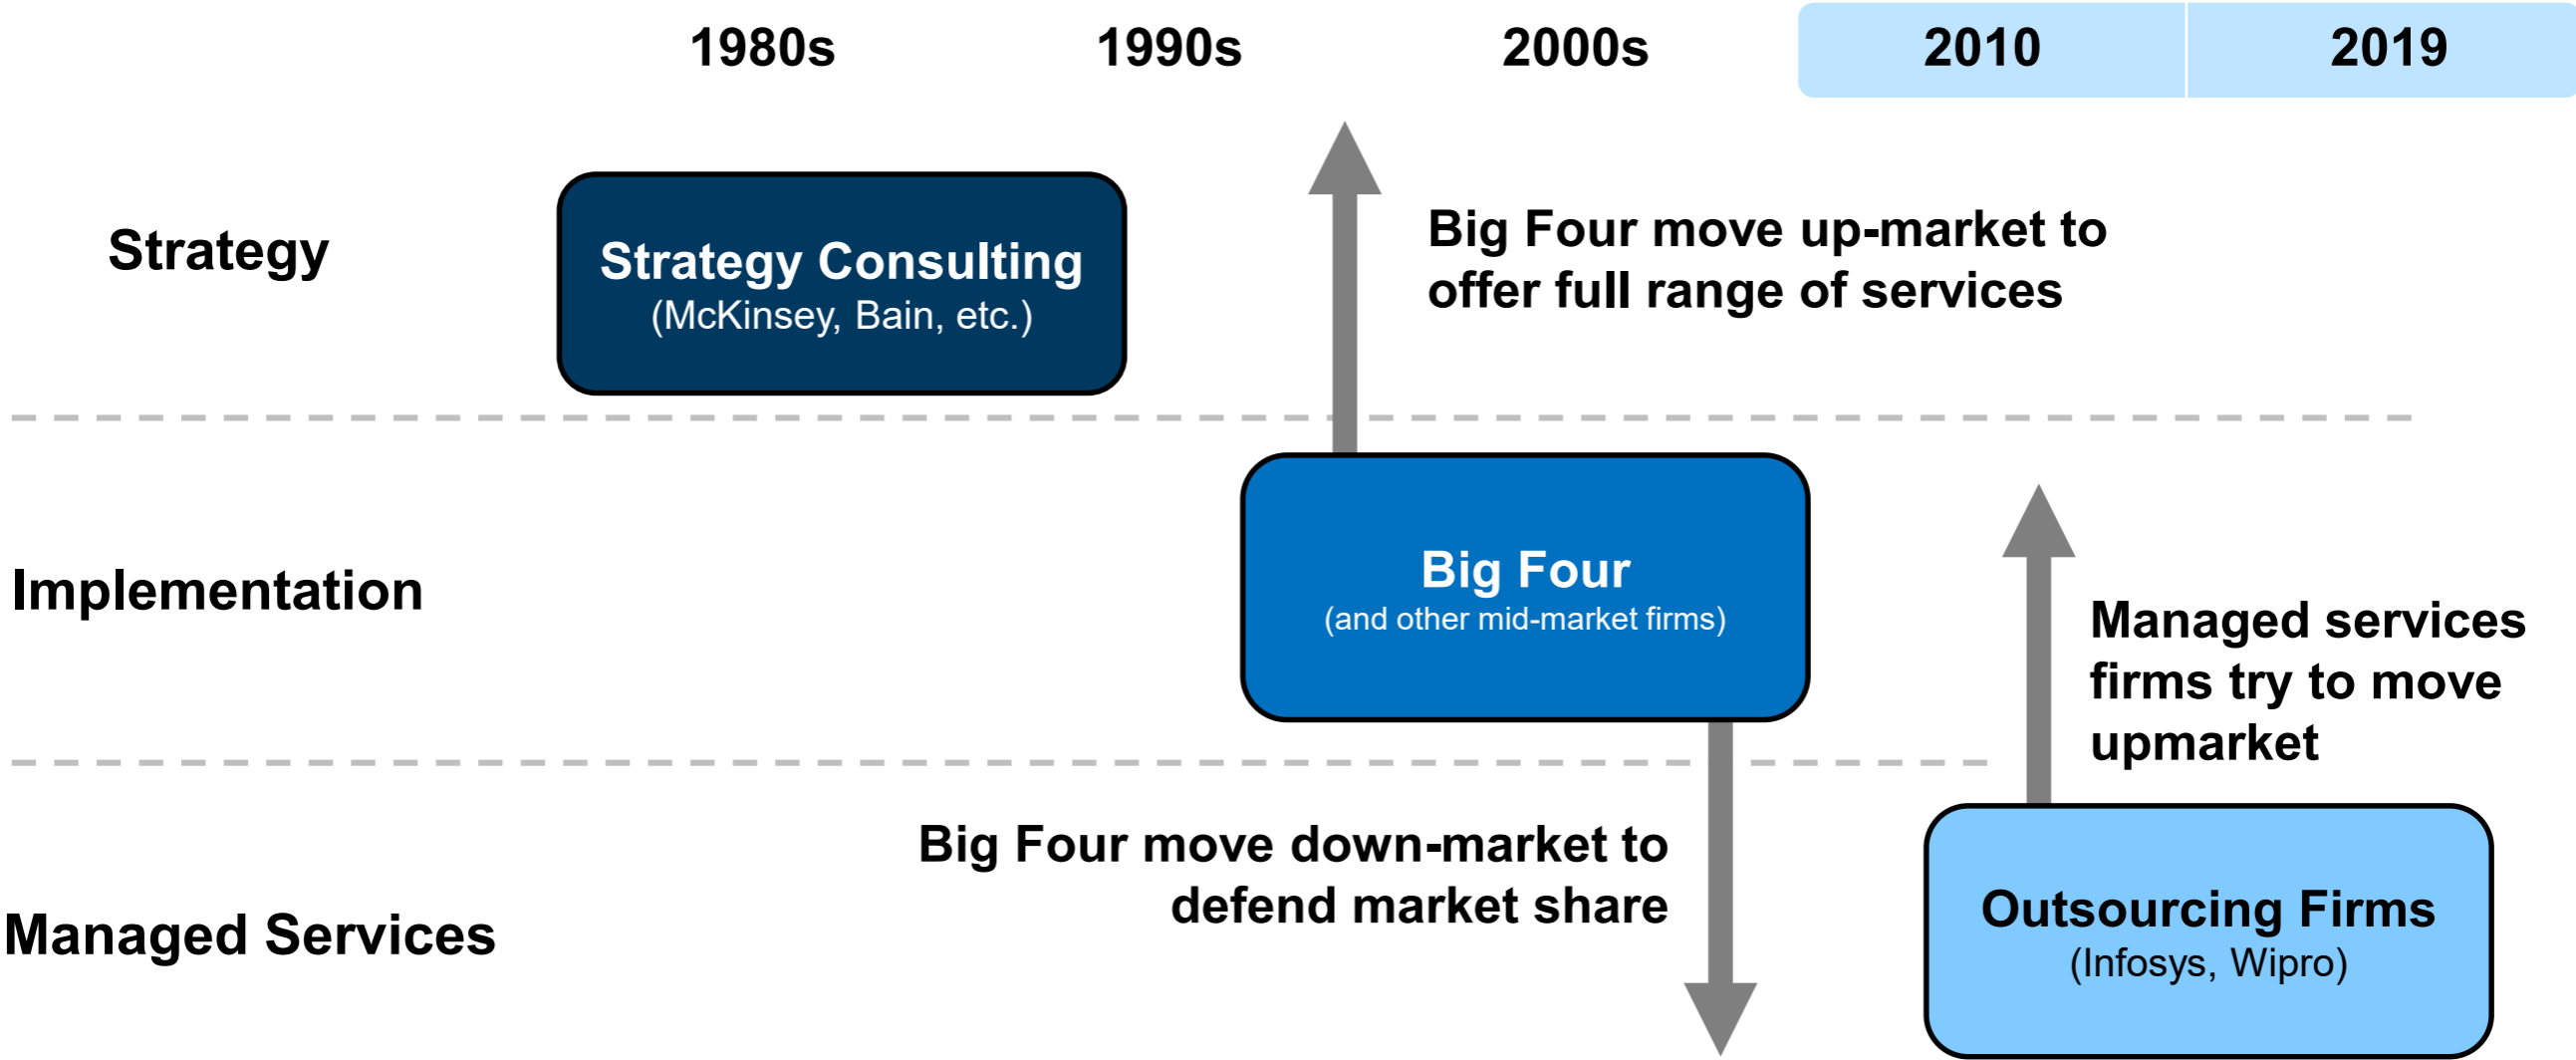 1980s 1990s 2000s 2010 2019
Strategy
Strategy Consulting
(McKinsey, Bain, etc.)
Big Four move up-market to
offer full range of services
Implementation
Big Four
(and other mid-market firms)
Managed services
firms try to move
upmarket
Managed Services
Big Four move down-market to
defend market share
Outsourcing Firms
(Infosys, Wipro)